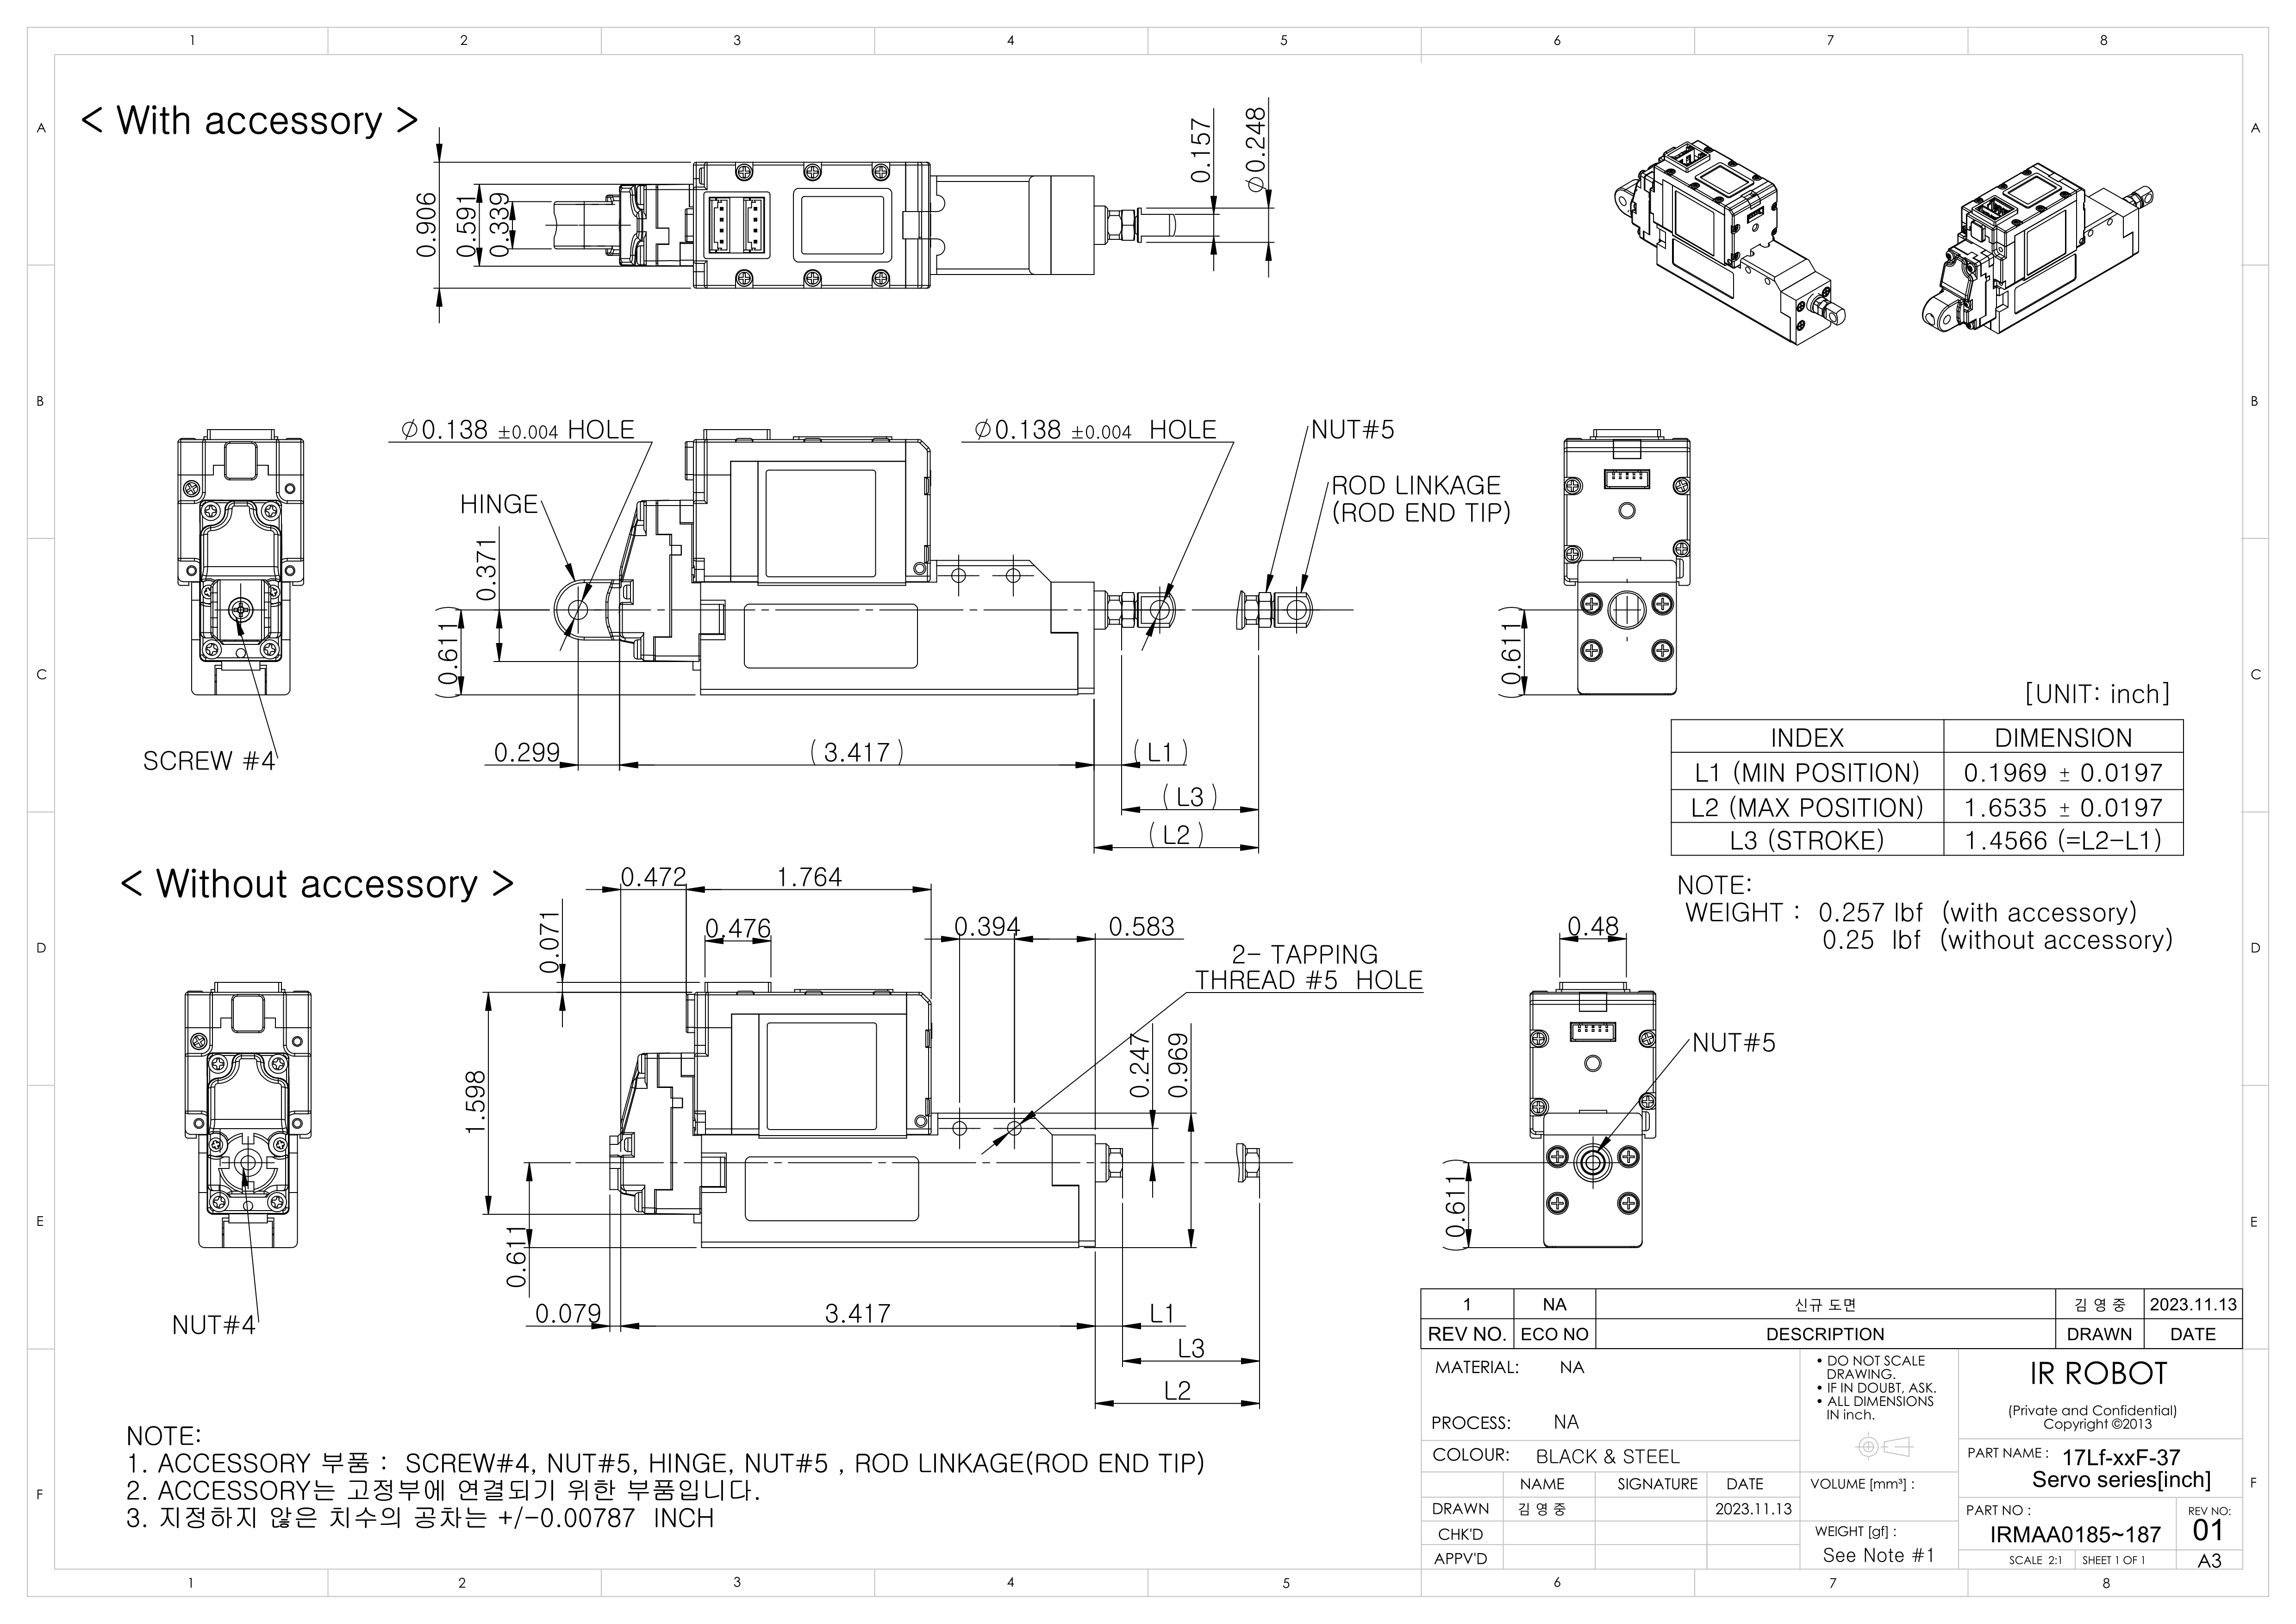 1 2 3 4 5 6 7 8
A A
B B
C C
D D
E E
F F
< With accessory >
0.906
0.591
0.339
0.157
∅0.248
∅0.138 ±0.004 HOLE
∅0.138 ±0.004 HOLE
NUT#5
ROD LINKAGE
(ROD END TIP)
HINGE
0.371
(0.611)
(0.611)
SCREW #4
0.299
(3.417)
(L1)
(L3)
(L2)
[UNIT: inch]
INDEX DIMENSION
L1 (MIN POSITION) 0.1969 ± 0.0197
L2 (MAX POSITION) 1.6535 ± 0.0197
L3 (STROKE) 1.4566 (=L2-L1)
NOTE:
WEIGHT : 0.257 lbf (with accessory)
0.25 lbf (without accessory)
< Without accessory >
0.472
1.764
0.071
0.476
0.394
0.583
2- TAPPING
THREAD #5 HOLE
0.48
NUT#5
1.598
0.247
0.969
0.611
(0.611)
NUT#4
0.079
3.417
L1
L3
L2
NOTE:
1. ACCESSORY 부품 : SCREW#4, NUT#5, HINGE, NUT#5 , ROD LINKAGE(ROD END TIP)
2. ACCESSORY는 고정부에 연결되기 위한 부품입니다.
3. 지정하지 않은 치수의 공차는 +/-0.00787 INCH
1 NA 신규 도면 김 영 중 2023.11.13
REV NO. ECO NO DESCRIPTION DRAWN DATE
MATERIAL: NA
PROCESS: NA
COLOUR: BLACK & STEEL
NAME SIGNATURE DATE
DRAWN 김 영 중 2023.11.13
CHK'D
APPV'D
• DO NOT SCALE
DRAWING.
• IF IN DOUBT, ASK.
• ALL DIMENSIONS
IN inch.
VOLUME [mm³] :
WEIGHT [gf] :
See Note #1
IR ROBOT
(Private and Confidential)
Copyright ©2013
PART NAME : 17Lf-xxF-37
Servo series[inch]
PART NO :
IRMAA0185~187
REV NO:
01
SCALE 2:1 SHEET 1 OF 1 A3
1 2 3 4 5 6 7 8